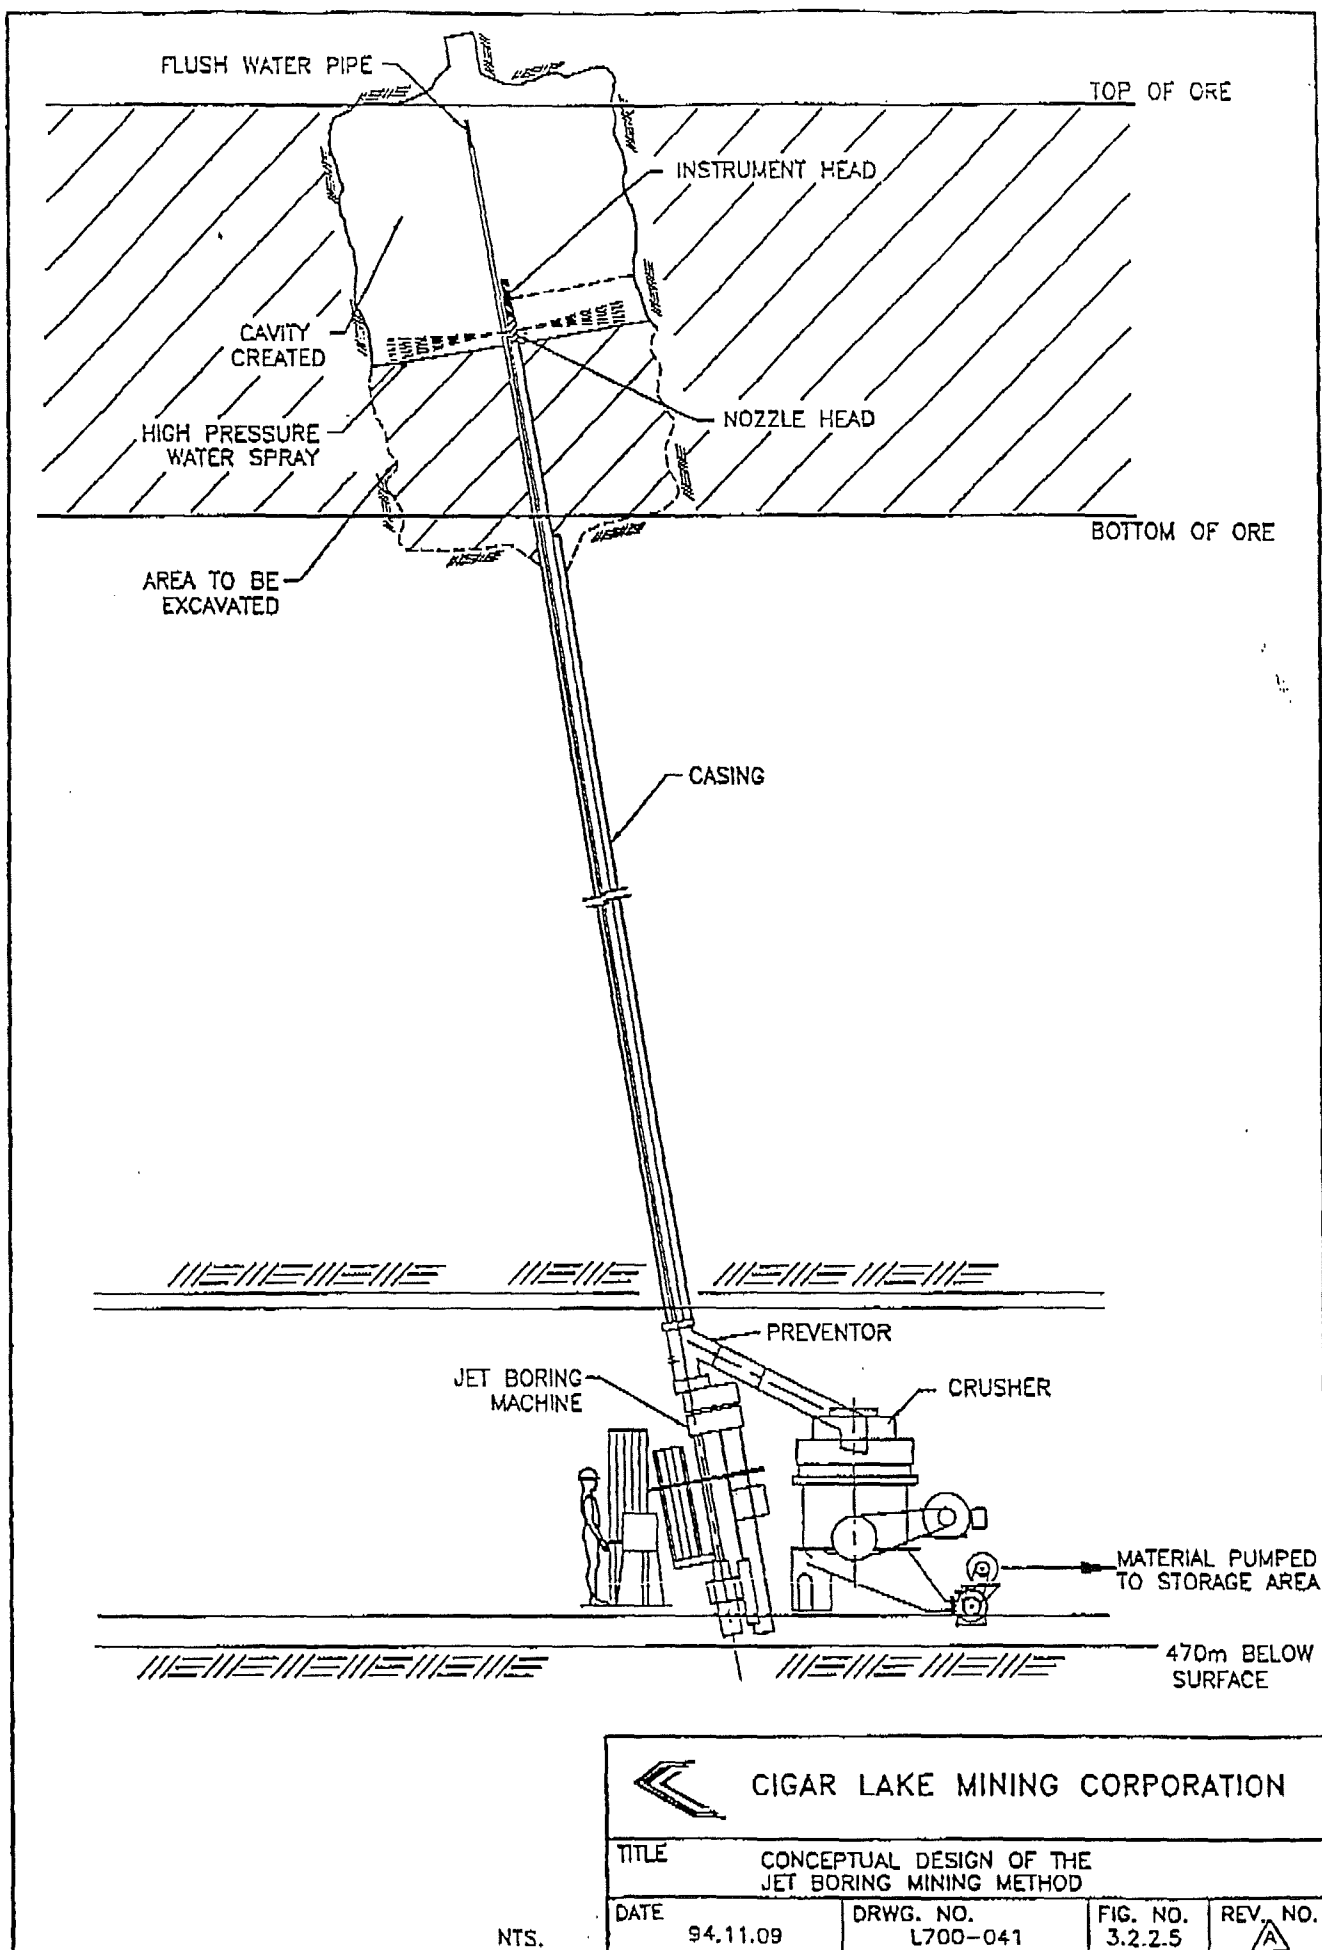 FLUSH WATER PIPE
TOP OF ORE
INSTRUMENT HEAD
CAVITY
CREATED
NOZZLE HEAD
HIGH PRESSURE
WATER SPRAY
BOTTOM OF ORE
AREA TO BE
EXCAVATED
CASING
PREVENTOR
JET BORING
MACHINE
CRUSHER
MATERIAL PUMPED
TO STORAGE AREA
470m BELOW
SURFACE
CIGAR LAKE MINING CORPORATION
TITLE
CONCEPTUAL DESIGN OF THE
JET BORING MINING METHOD
NTS.
DATE
94.11.09
DRWG. NO.
L700-041
FIG. NO.
3.2.2.5
REV. NO.
A